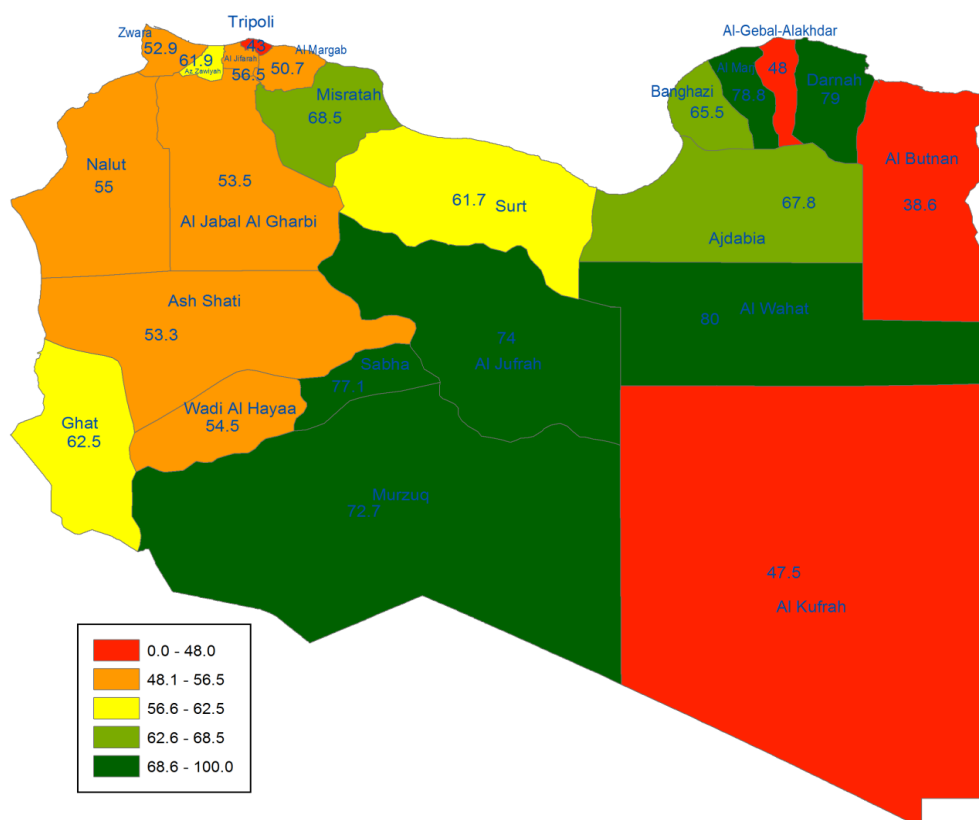 Tripoli
Zwara
52.9
43
Al Margab
61.9
Az Zawiyah
Al Jifarah
56.5
50.7
Al-Gebal-Alakhdar
Al Marj
78.8
48
Darnah
79
Misratah
68.5
Banghazi
65.5
Al Butnan
38.6
Nalut
55
53.5
Al Jabal Al Gharbi
61.7
Surt
67.8
Ajdabia
Ash Shati
53.3
74
Al Jufrah
Al Wahat
80
Sabha
77.1
Wadi Al Hayaa
54.5
Ghat
62.5
Murzuq
72.7
47.5
Al Kufrah
0.0 - 48.0
48.1 - 56.5
56.6 - 62.5
62.6 - 68.5
68.6 - 100.0